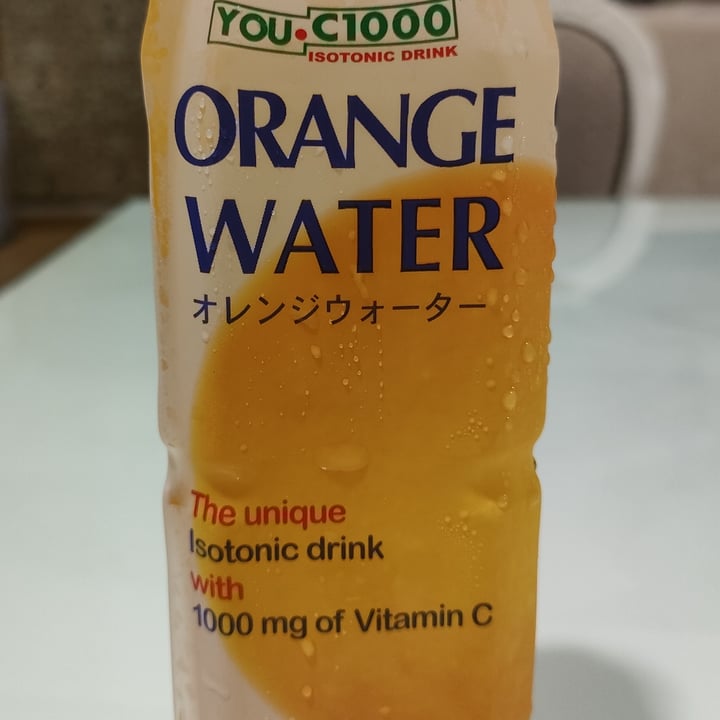 YOU•C1000
ISOTONIC DRINK
ORANGE
WATER
オレンジウォーター
The unique
Isotonic drink
with
1000 mg of Vitamin C